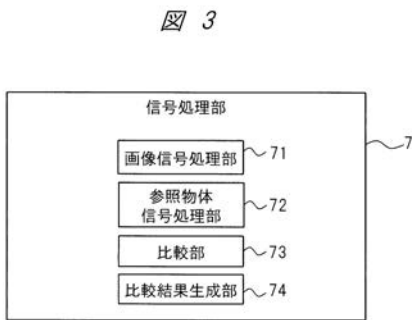 図 3
信号処理部
7
画像信号処理部
71
参照物体
信号処理部
72
比較部
73
比較結果生成部
74